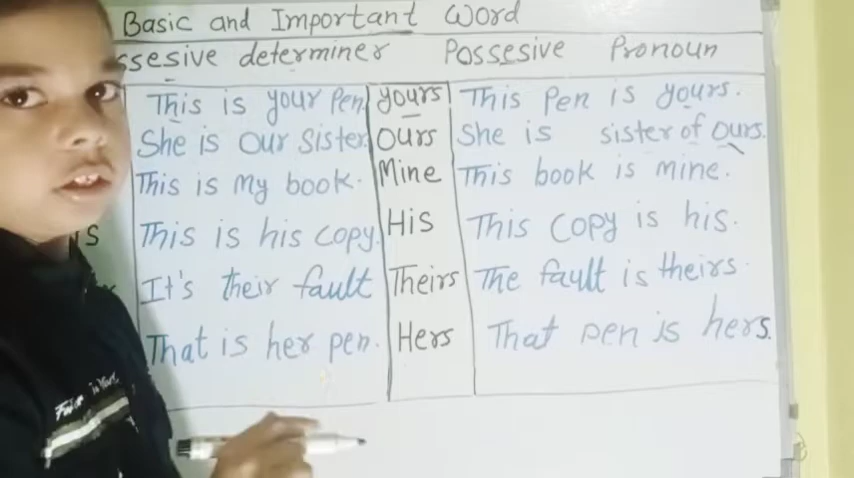 Basic and Important Word
ssesive determiner Possesive Pronoun
This is your Pen yours This Pen is yours.
She is our sister. Ours She is sister of ours.
This is my book. Mine This book is mine.
s This is his copy. His This copy is his.
It's their fault Theirs The fault is theirs.
That is her pen. Hers That pen is hers.